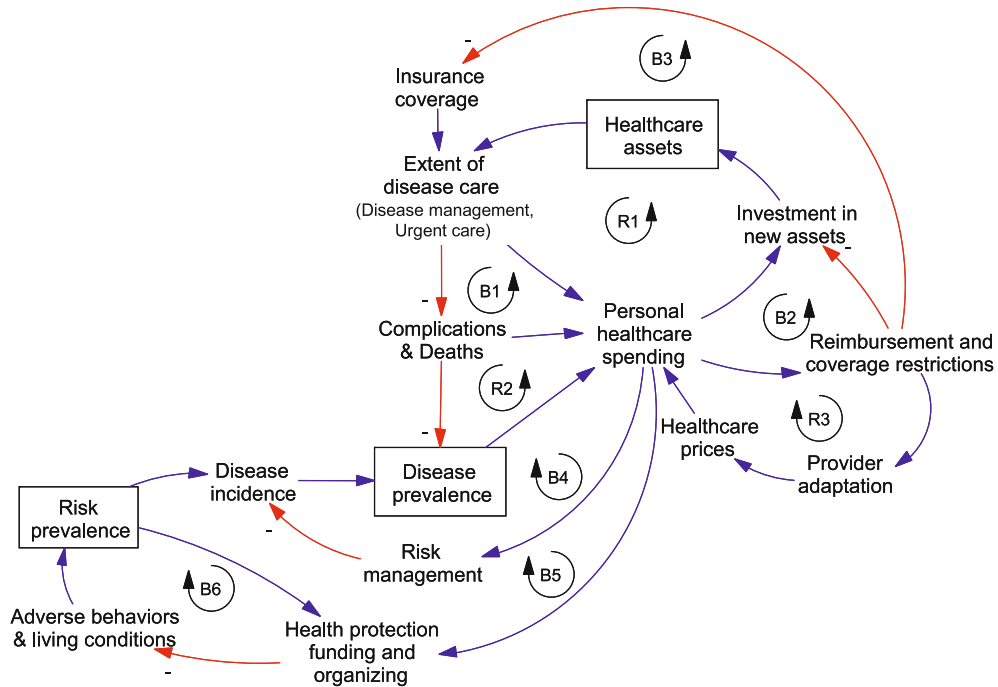 -
B3
Insurance
coverage
Healthcare
assets
Extent of
disease care
(Disease management,
Urgent care)
R1
Investment in
new assets
-
B1
-
Personal
healthcare
spending
B2
Complications
& Deaths
Reimbursement and
coverage restrictions
R2
R3
-
Healthcare
prices
Provider
adaptation
Disease
incidence
Disease
prevalence
B4
Risk
prevalence
-
Risk
management
B5
B6
Adverse behaviors
& living conditions
Health protection
funding and
organizing
-